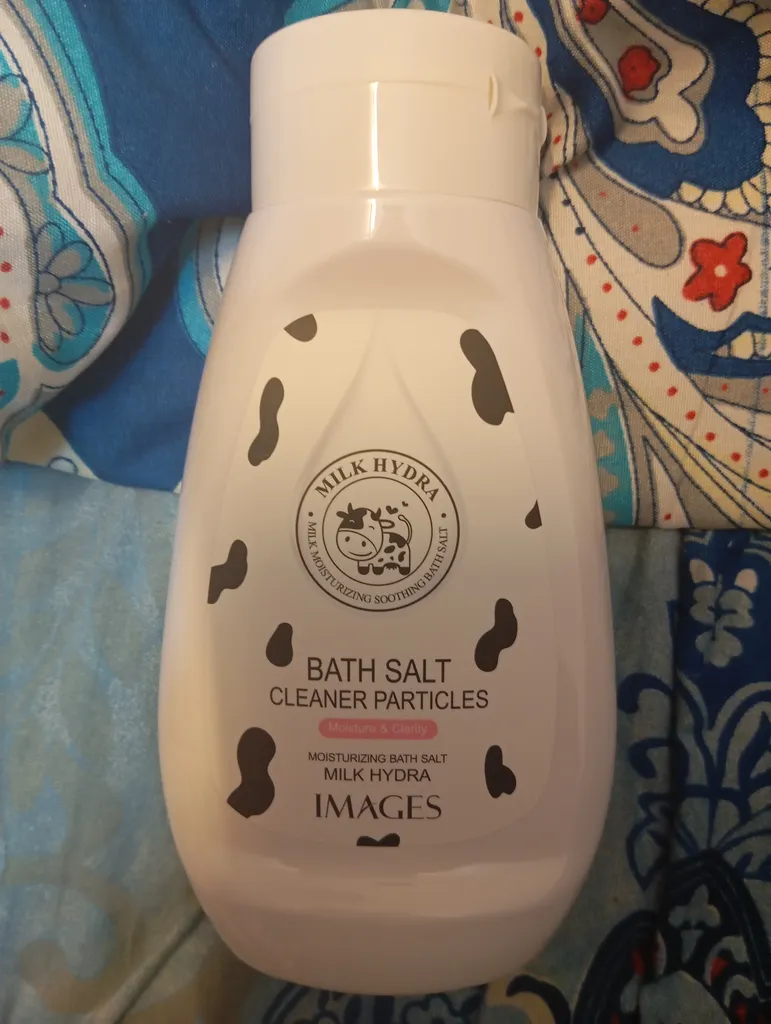 MILK HYDRA
• MILK MOISTURIZING SOOTHING BATH SALT •
BATH SALT
CLEANER PARTICLES
Moisture & Clarity
MOISTURIZING BATH SALT
MILK HYDRA
IMAGES